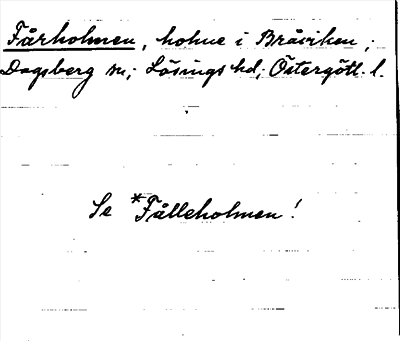 Fårholmen, holme i Bråviken,
Dagsberg sn; Lösings hd; Östergötl. l.
Se *Fålleholmen!